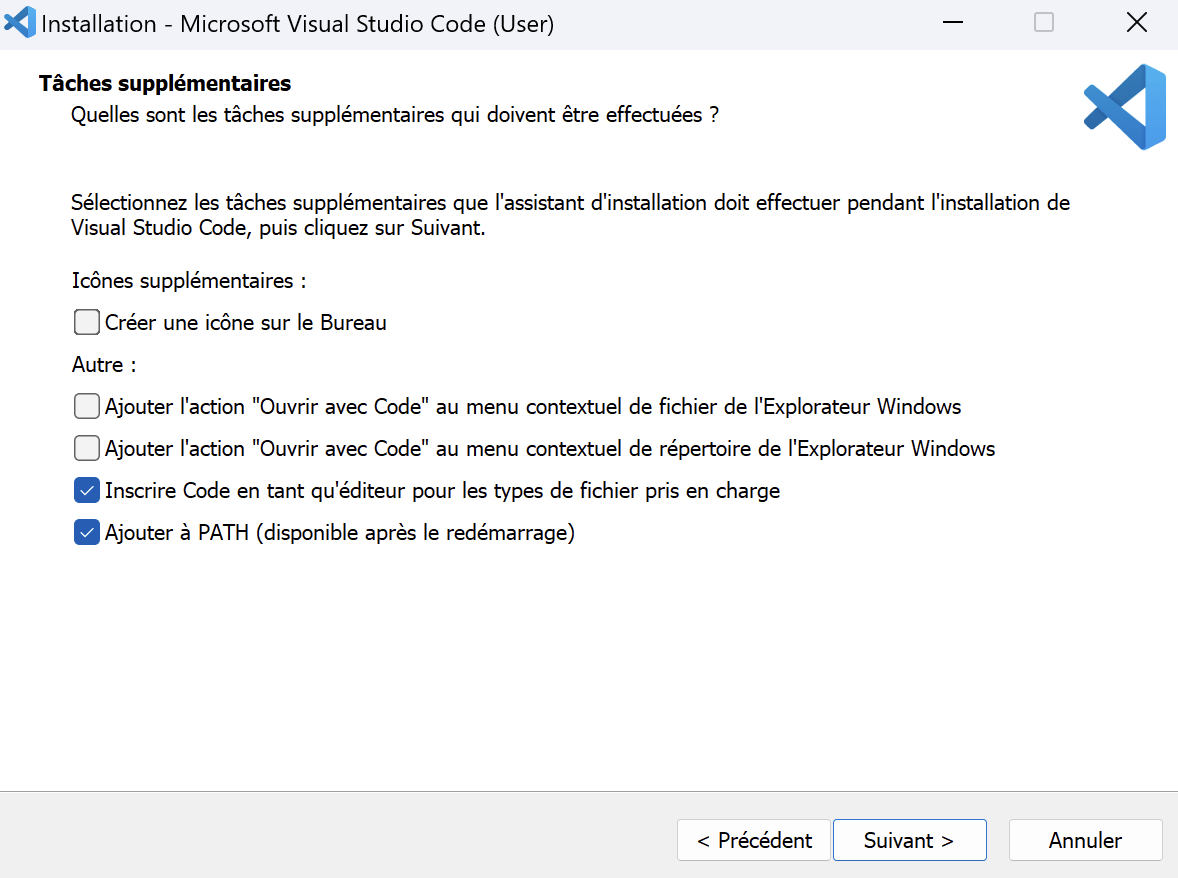 Installation - Microsoft Visual Studio Code (User)
Tâches supplémentaires
Quelles sont les tâches supplémentaires qui doivent être effectuées ?
Sélectionnez les tâches supplémentaires que l'assistant d'installation doit effectuer pendant l'installation de
Visual Studio Code, puis cliquez sur Suivant.
Icônes supplémentaires :
Créer une icône sur le Bureau
Autre :
Ajouter l'action "Ouvrir avec Code" au menu contextuel de fichier de l'Explorateur Windows
Ajouter l'action "Ouvrir avec Code" au menu contextuel de répertoire de l'Explorateur Windows
Inscrire Code en tant qu'éditeur pour les types de fichier pris en charge
Ajouter à PATH (disponible après le redémarrage)
< Précédent
Suivant >
Annuler